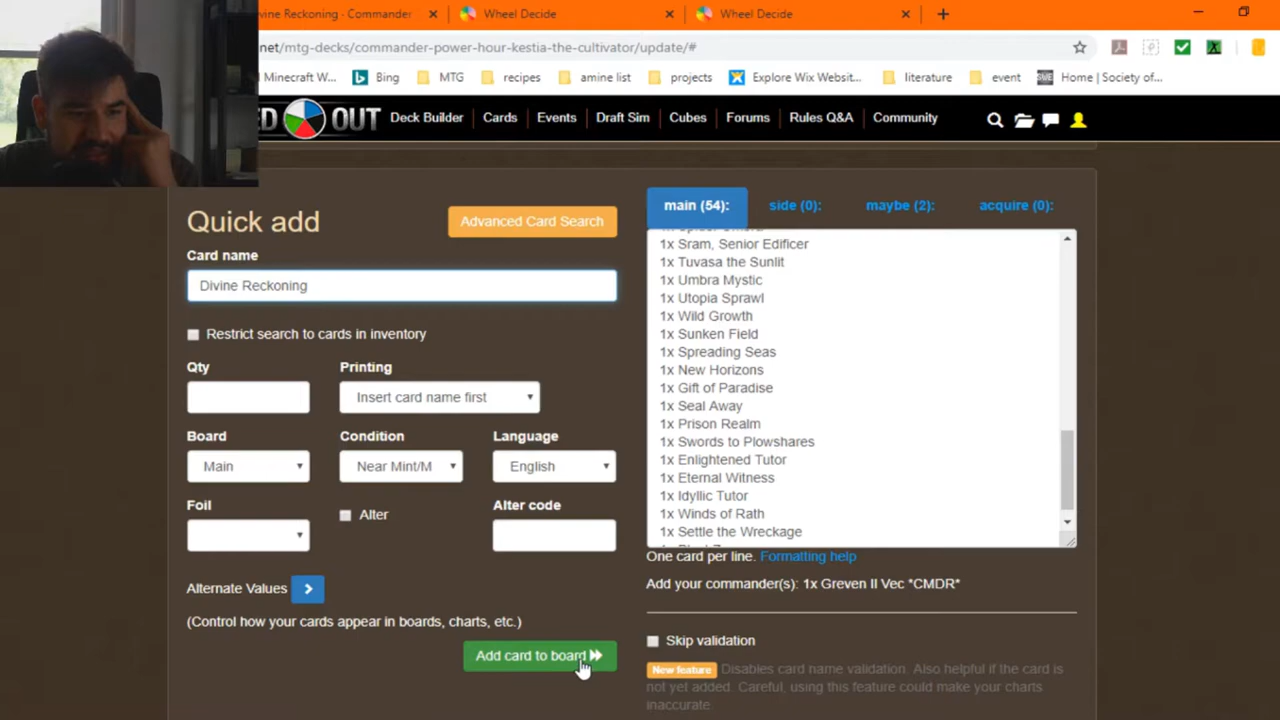 vine Reckoning - Commander
Wheel Decide
Wheel Decide
net/mtg-decks/commander-power-hour-kestia-the-cultivator/update/#
Minecraft W...
Bing
MTG
recipes
amine list
projects
Explore Wix Websit...
literature
event
Home | Society of...
ED OUT
Deck Builder
Cards
Events
Draft Sim
Cubes
Forums
Rules Q&A
Community
Quick add
Advanced Card Search
Card name
Divine Reckoning
Restrict search to cards in inventory
Qty
Printing
Insert card name first
Board
Condition
Language
Main
Near Mint/M
English
Foil
Alter
Alter code
Alternate Values
(Control how your cards appear in boards, charts, etc.)
Add card to board
main (54):
side (0):
maybe (2):
acquire (0):
1x Sram, Senior Edificer
1x Tuvasa the Sunlit
1x Umbra Mystic
1x Utopia Sprawl
1x Wild Growth
1x Sunken Field
1x Spreading Seas
1x New Horizons
1x Gift of Paradise
1x Seal Away
1x Prison Realm
1x Swords to Plowshares
1x Enlightened Tutor
1x Eternal Witness
1x Idyllic Tutor
1x Winds of Rath
1x Settle the Wreckage
One card per line. Formatting help
Add your commander(s): 1x Greven Il Vec *CMDR*
Skip validation
New feature Disables card name validation. Also helpful if the card is
not yet added. Careful, using this feature could make your charts
inaccurate.